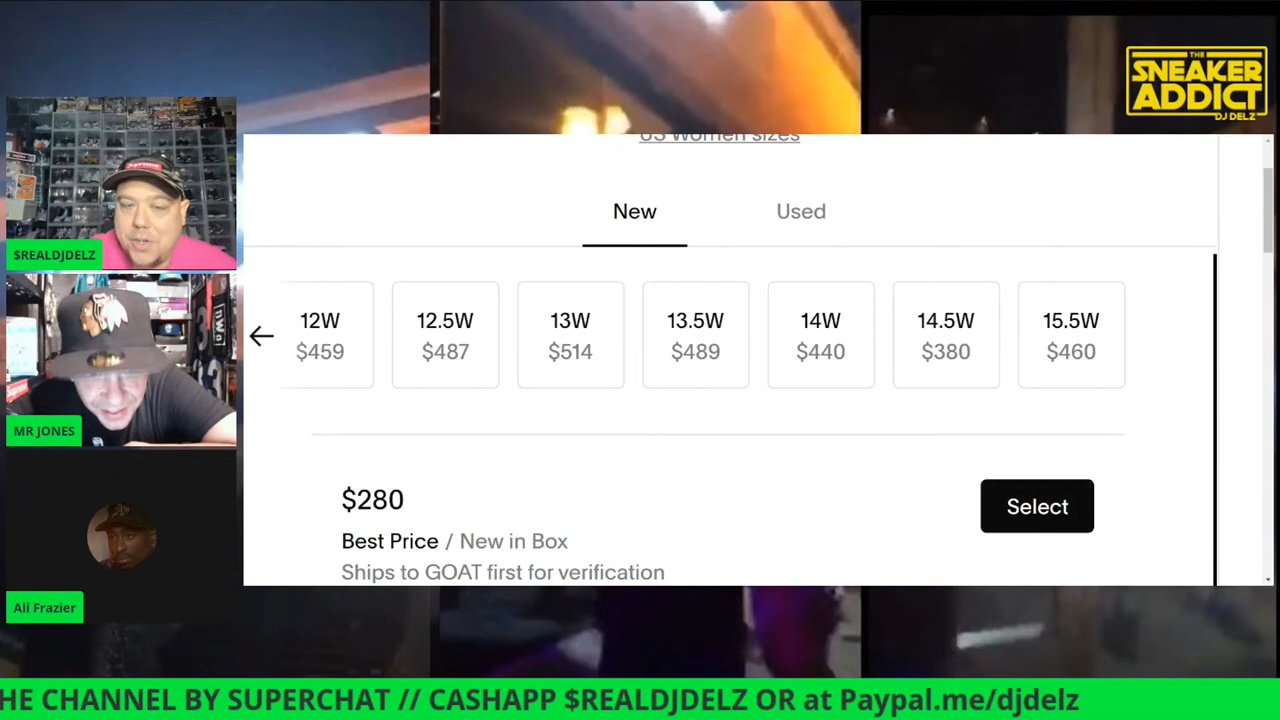 THE
SNEAKER
ADDICT
DJ DELZ
US women sizes
New
Used
12W
$459
12.5W
$487
13W
$514
13.5W
$489
14W
$440
14.5W
$380
15.5W
$460
$280
Best Price / New in Box
Ships to GOAT first for verification
Select
Supreme
$REALDJDELZ
MR JONES
Ali Frazier
HE CHANNEL BY SUPERCHAT // CASHAPP $REALDJDELZ OR at Paypal.me/djdelz